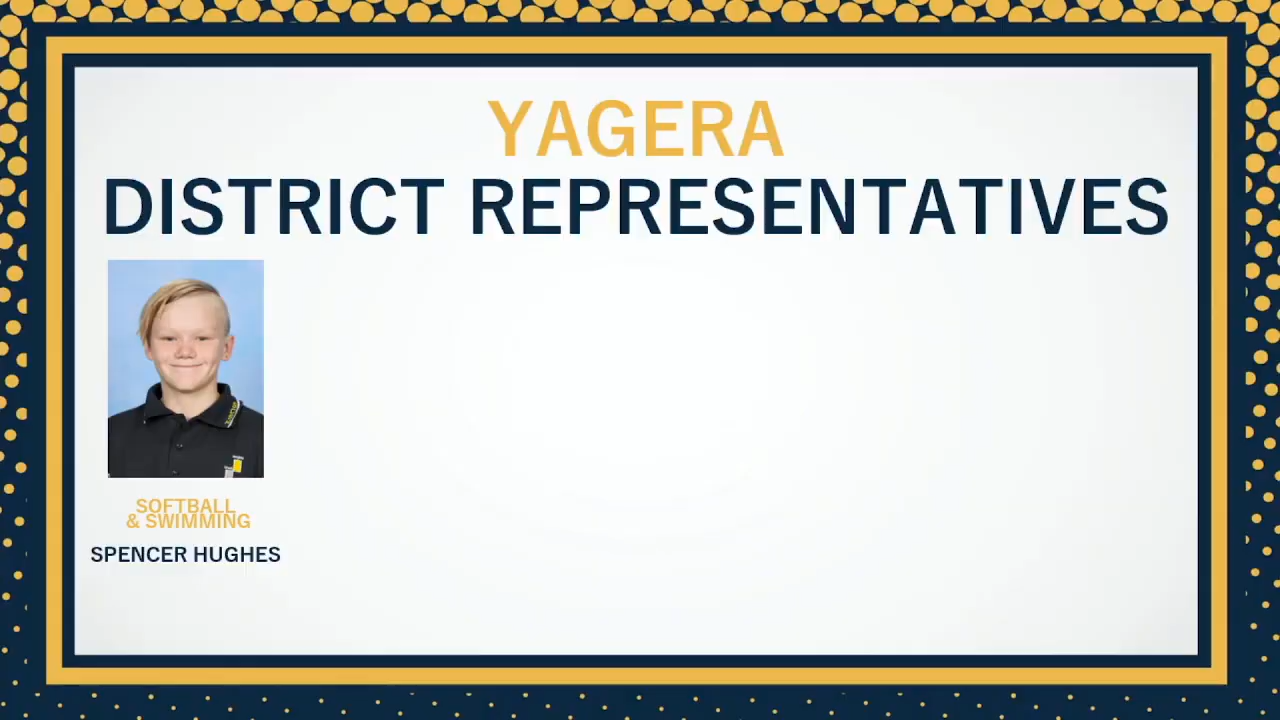 YAGERA
DISTRICT REPRESENTATIVES
SOFTBALL
& SWIMMING
SPENCER HUGHES